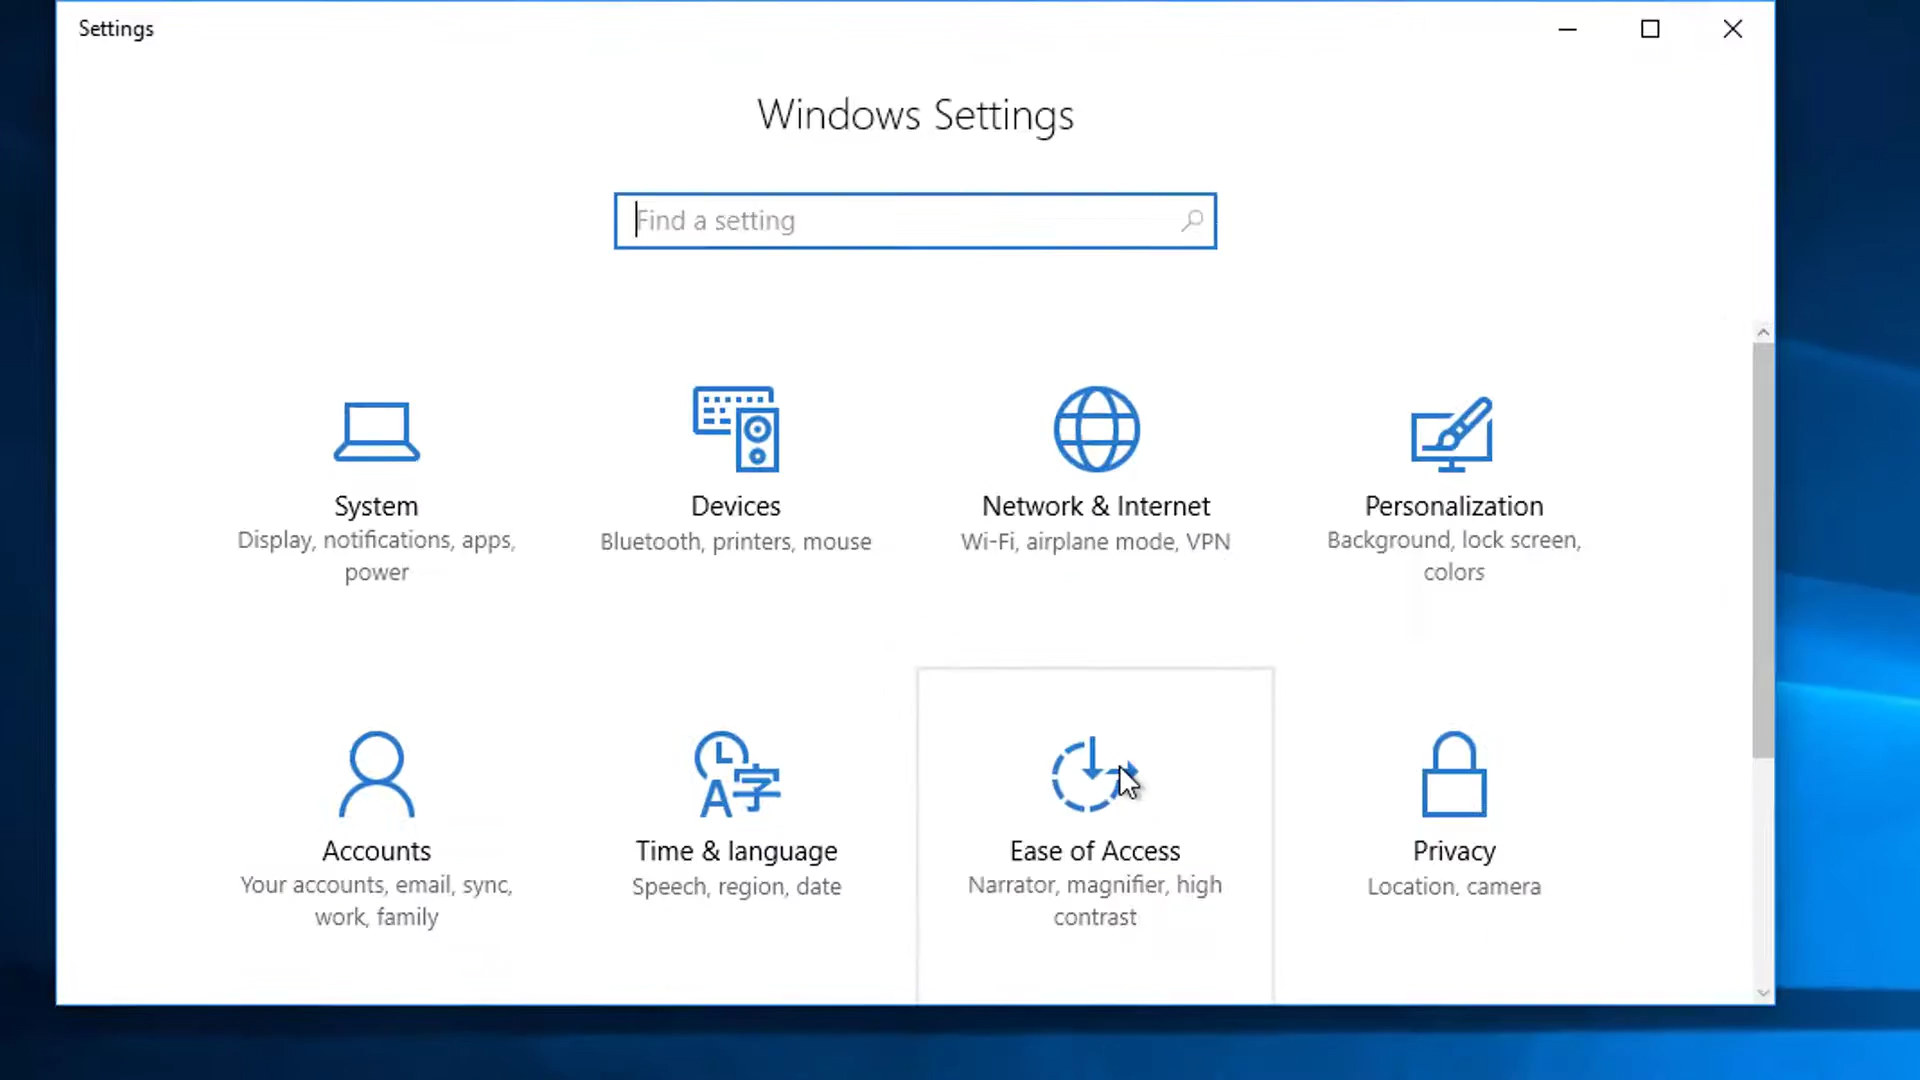 Settings
Windows Settings
Find a setting
System
Display, notifications, apps,
power
Devices
Bluetooth, printers, mouse
Network & Internet
Wi-Fi, airplane mode, VPN
Personalization
Background, lock screen,
colors
Accounts
Your accounts, email, sync,
work, family
Time & language
Speech, region, date
Ease of Access
Narrator, magnifier, high
contrast
Privacy
Location, camera